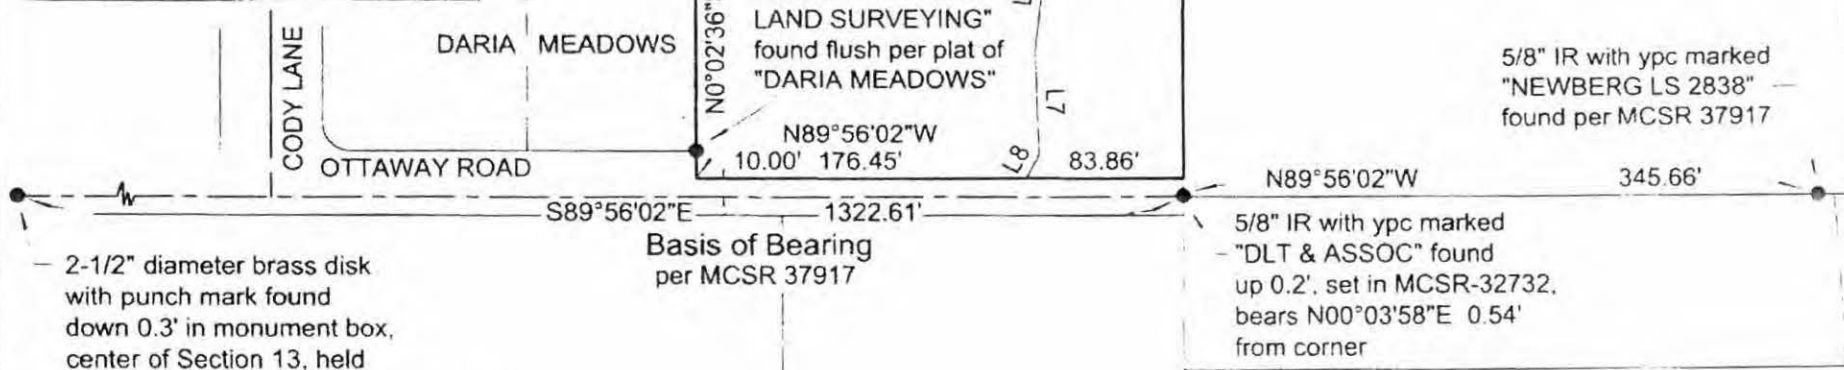 CODY LANE
DARIA MEADOWS
OTTAWAY ROAD
N0°02'36"
LAND SURVEYING"
found flush per plat of
"DARIA MEADOWS"
N89°56'02"W
10.00' 176.45'
L8
L7
83.86'
5/8" IR with ypc marked
"NEWBERG LS 2838"
found per MCSR 37917
N89°56'02"W 345.66'
S89°56'02"E 1322.61'
Basis of Bearing
per MCSR 37917
2-1/2" diameter brass disk
with punch mark found
down 0.3' in monument box,
center of Section 13, held
5/8" IR with ypc marked
"DLT & ASSOC" found
up 0.2', set in MCSR-32732,
bears N00°03'58"E 0.54'
from corner